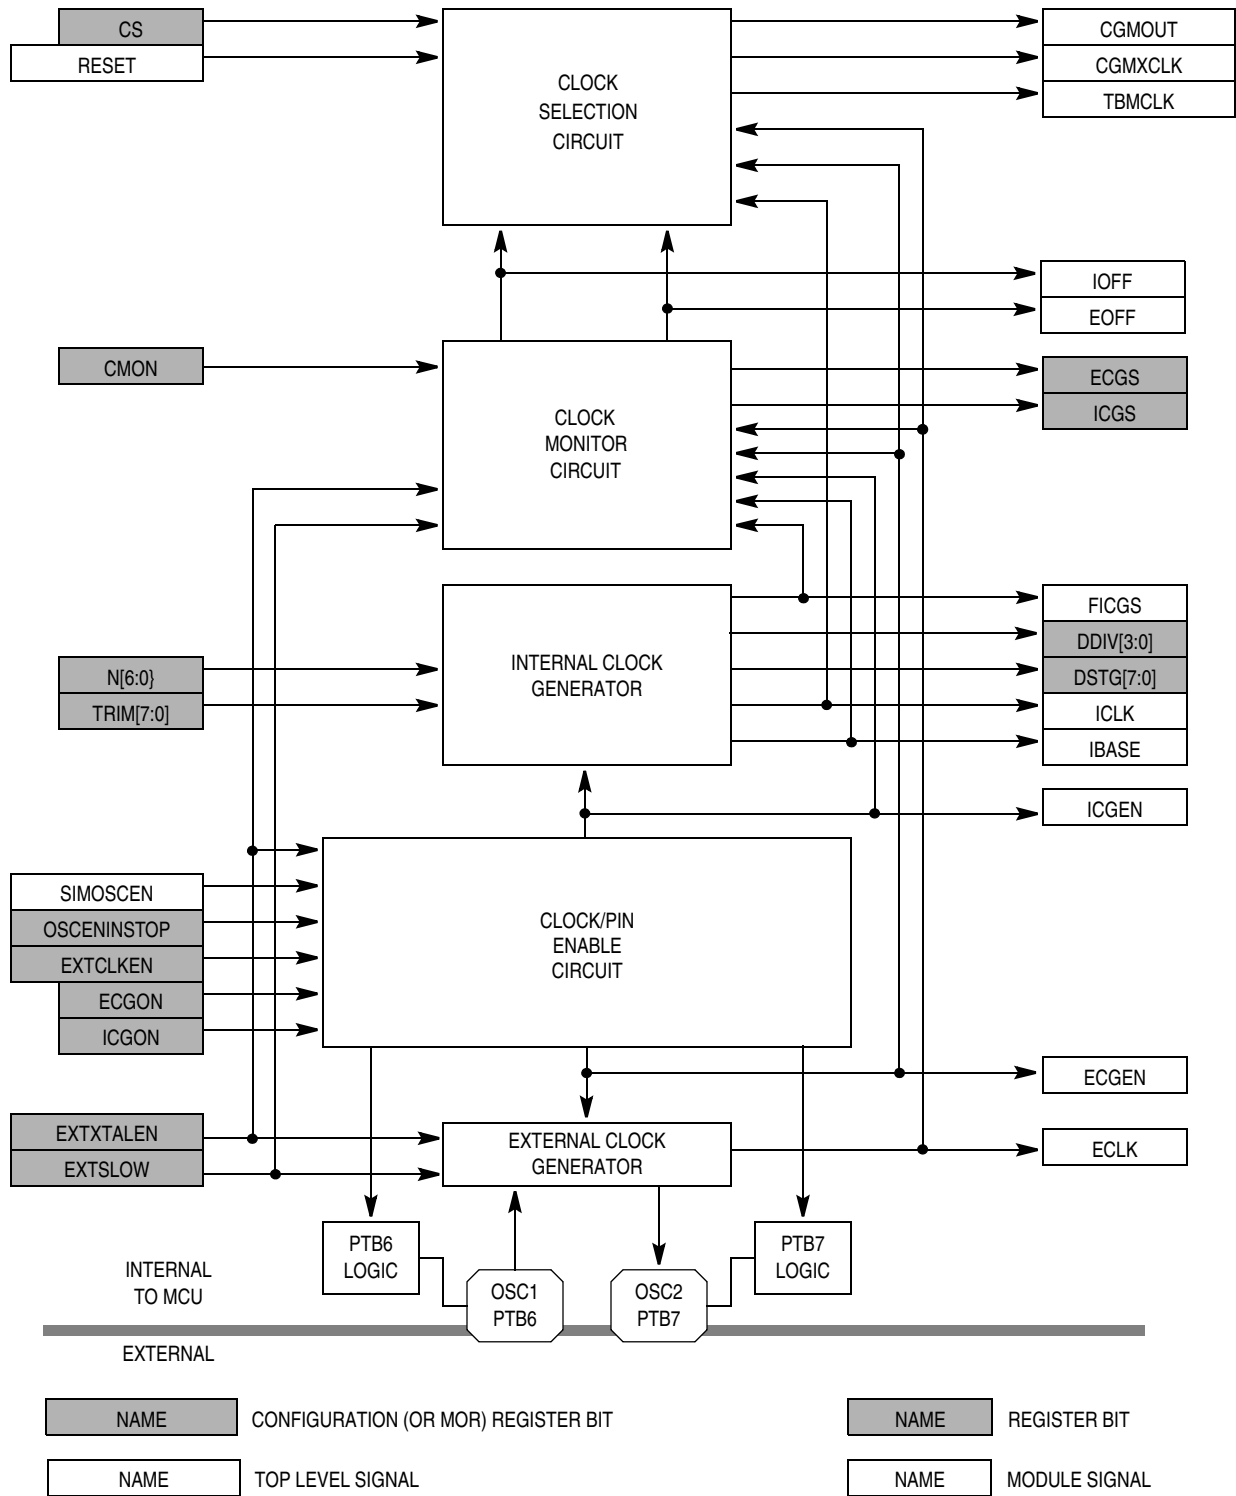 CS
RESET
CLOCK
SELECTION
CIRCUIT
CGMOUT
CGMXCLK
TBMCLK
IOFF
EOFF
CMON
CLOCK
MONITOR
CIRCUIT
ECGS
ICGS
N[6:0}
TRIM[7:0]
INTERNAL CLOCK
GENERATOR
FICGS
DDIV[3:0]
DSTG[7:0]
ICLK
IBASE
ICGEN
SIMOSCEN
OSCENINSTOP
EXTCLKEN
ECGON
ICGON
CLOCK/PIN
ENABLE
CIRCUIT
ECGEN
EXTXTALEN
EXTSLOW
EXTERNAL CLOCK
GENERATOR
ECLK
PTB6
LOGIC
OSC1
PTB6
OSC2
PTB7
PTB7
LOGIC
INTERNAL
TO MCU
EXTERNAL
NAME CONFIGURATION (OR MOR) REGISTER BIT
NAME REGISTER BIT
NAME TOP LEVEL SIGNAL
NAME MODULE SIGNAL